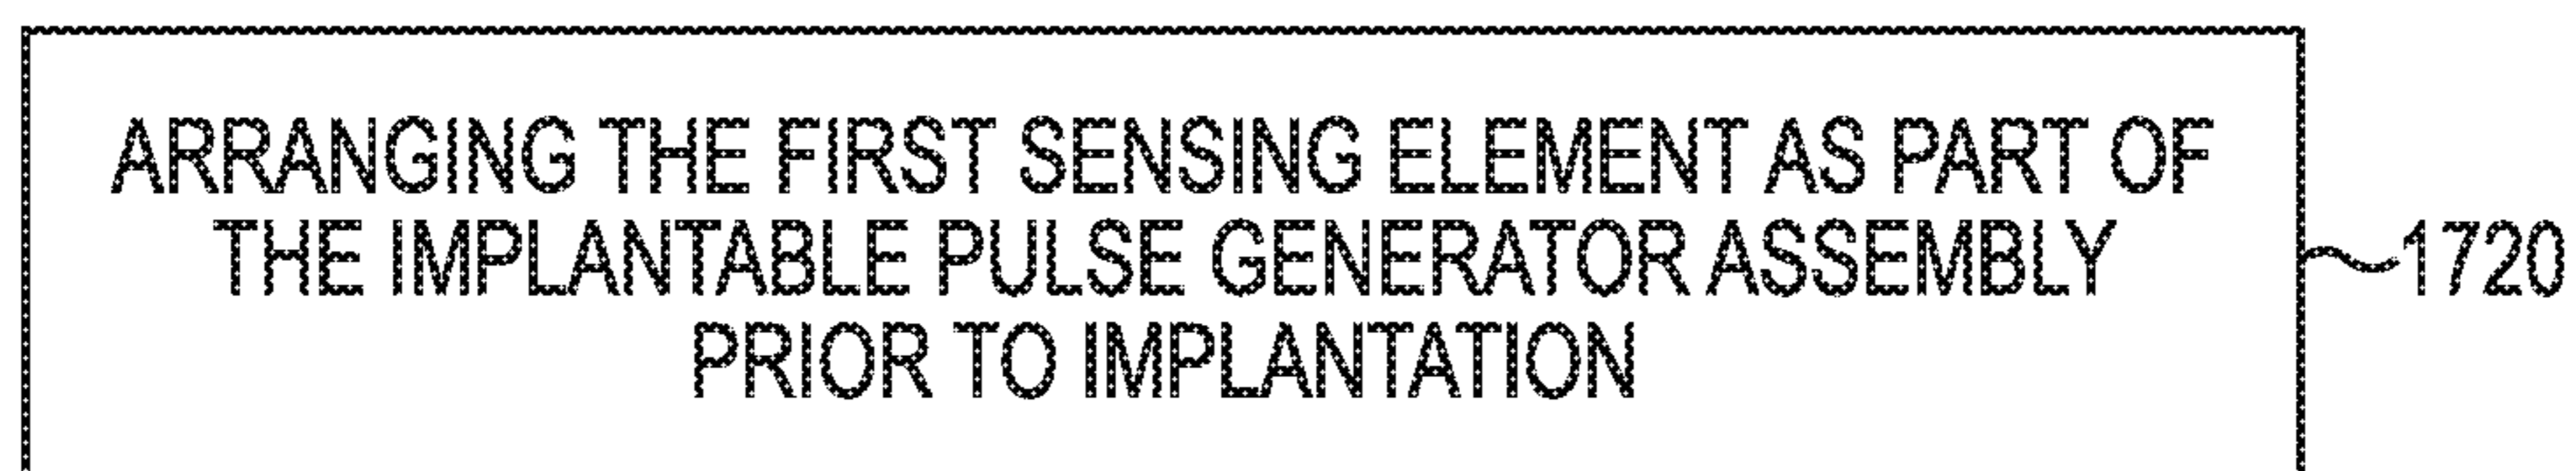 ARRANGING THE FIRST SENSING ELEMENT AS PART OF
THE IMPLANTABLE PULSE GENERATOR ASSEMBLY
PRIOR TO IMPLANTATION
1720